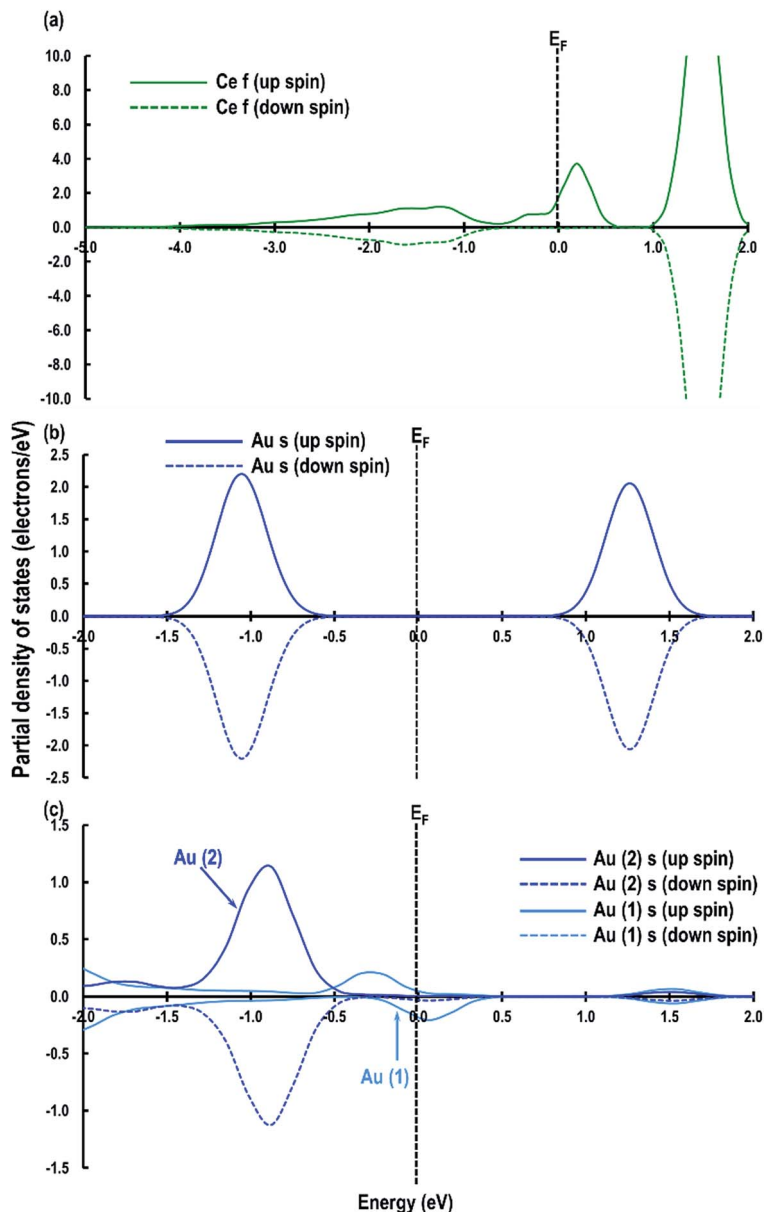 (a)
E_F
10.0
8.0
6.0
4.0
2.0
0.0
-2.0
-4.0
-6.0
-8.0
-10.0
Ce f (up spin)
Ce f (down spin)
-5.0 -4.0 -3.0 -2.0 -1.0 0.0 1.0 2.0
Partial density of states (electrons/eV)
(b)
E_F
2.5
2.0
1.5
1.0
0.5
0.0
-0.5
-1.0
-1.5
-2.0
-2.5
Au s (up spin)
Au s (down spin)
-2.0 -1.5 -1.0 -0.5 0.0 0.5 1.0 1.5 2.0
(c)
E_F
1.5
1.0
0.5
0.0
-0.5
-1.0
-1.5
Au (2)
Au (2) s (up spin)
Au (2) s (down spin)
Au (1) s (up spin)
Au (1) s (down spin)
-2.0 -1.5 -1.0 -0.5 0.0 0.5 1.0 1.5 2.0
Au (1)
Energy (eV)